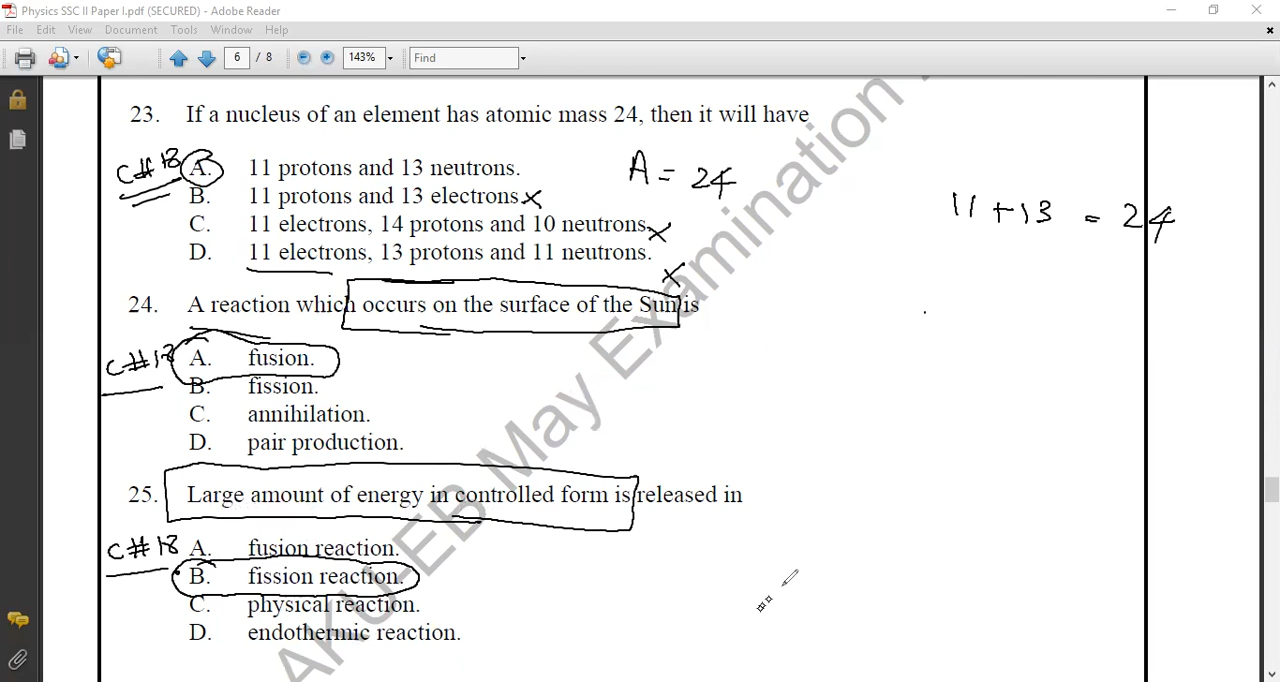 Physics SSC II Paper I.pdf (SECURED) - Adobe Reader
File Edit View Document Tools Window Help
6 / 8 143% Find
23. If a nucleus of an element has atomic mass 24, then it will have
C#18 A. 11 protons and 13 neutrons. A = 24
B. 11 protons and 13 electrons. x 11 + 13 = 24
C. 11 electrons, 14 protons and 10 neutrons. x
D. 11 electrons, 13 protons and 11 neutrons. x
24. A reaction which occurs on the surface of the Sun is
C#18 A. fusion.
B. fission.
C. annihilation.
D. pair production.
25. Large amount of energy in controlled form is released in
C#18 A. fusion reaction.
B. fission reaction.
C. physical reaction.
D. endothermic reaction.
AKU-EB May Examination